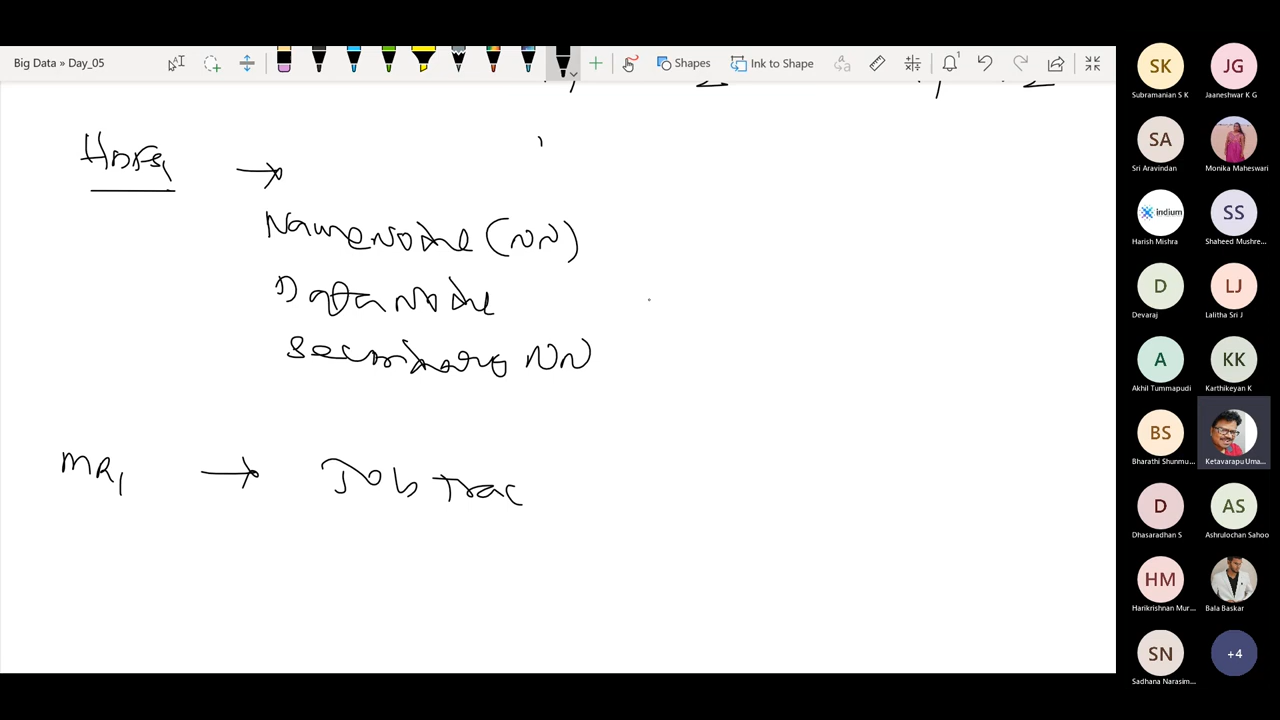 Big Data » Day_05
Shapes
Ink to Shape
1
HDFS1 →
NameNode (NN)
DataNode
Secondary NN
MR1 → Job Trac
SK
Subramanian S K
JG
Jaaneshwar K G
SA
Sri Aravindan
Monika Maheswari
indium
Harish Mishra
SS
Shaheed Mushre...
D
Devaraj
LJ
Lalitha Sri J
A
Akhil Tummapudi
KK
Karthikeyan K
BS
Bharathi Shunmu...
Ketavarapu Uma...
D
Dhasaradhan S
AS
Ashrulochan Sahoo
HM
Harikrishnan Mur...
Bala Baskar
SN
Sadhana Narasim...
+4